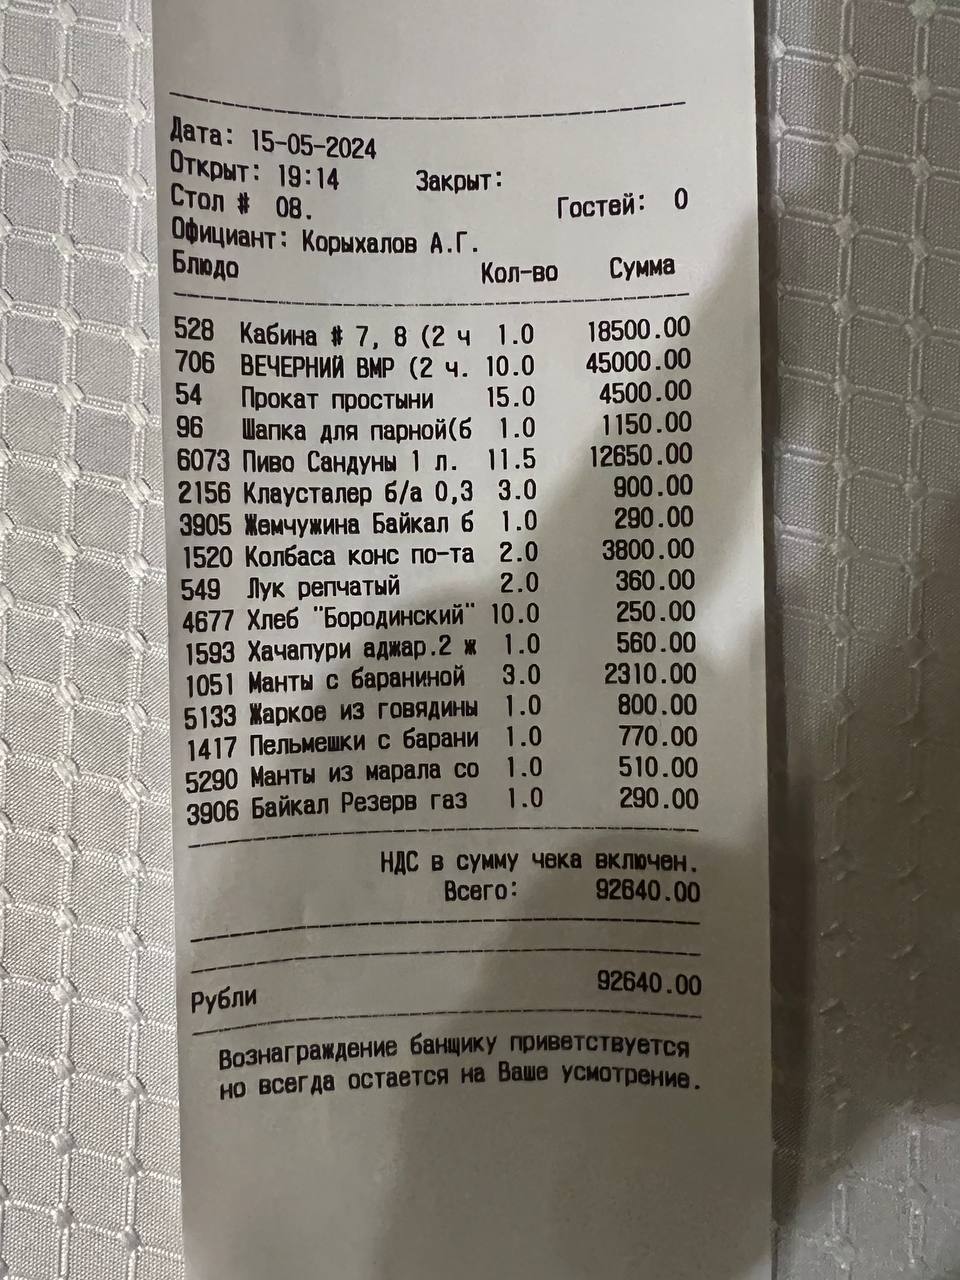 Дата: 15-05-2024
Открыт: 19:14 Закрыт:
Стол # 08. Гостей: 0
Официант: Корыхалов А.Г.
Блюдо Кол-во Сумма
528 Кабина # 7, 8 (2 ч 1.0 18500.00
706 ВЕЧЕРНИЙ ВМР (2 ч. 10.0 45000.00
54 Прокат простыни 15.0 4500.00
96 Шапка для парной(б 1.0 1150.00
6073 Пиво Сандуны 1 л. 11.5 12650.00
2156 Клаусталер б/а 0,3 3.0 900.00
3905 Жемчужина Байкал б 1.0 290.00
1520 Колбаса конс по-та 2.0 3800.00
549 Лук репчатый 2.0 360.00
4677 Хлеб "Бородинский" 10.0 250.00
1593 Хачапури аджар.2 ж 1.0 560.00
1051 Манты с бараниной 3.0 2310.00
5133 Жаркое из говядины 1.0 800.00
1417 Пельмешки с барани 1.0 770.00
5290 Манты из марала со 1.0 510.00
3906 Байкал Резерв газ 1.0 290.00
НДС в сумму чека включен.
Всего: 92640.00
Рубли 92640.00
Вознаграждение банщику приветствуется
но всегда остается на Ваше усмотрение.